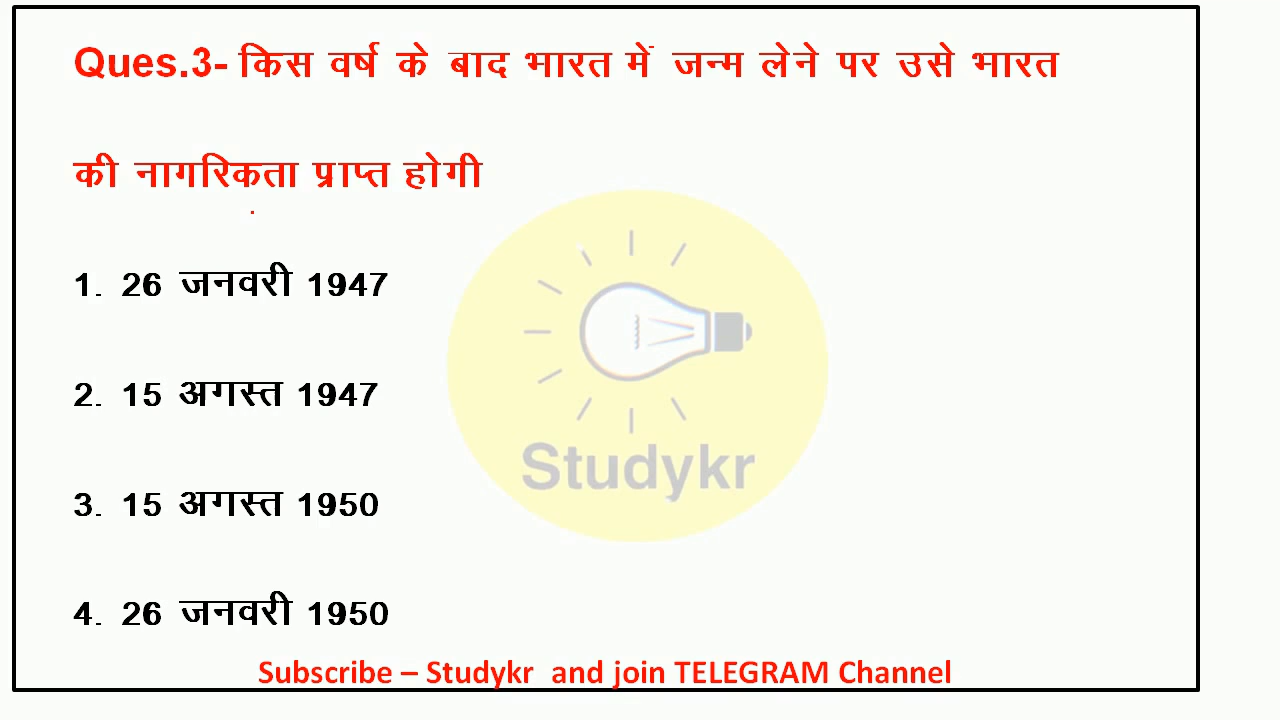 Ques.3- किस वर्ष के बाद भारत में जन्म लेने पर उसे भारत
की नागरिकता प्राप्त होगी
1. 26 जनवरी 1947
2. 15 अगस्त 1947
3. 15 अगस्त 1950
4. 26 जनवरी 1950
Studykr
Subscribe – Studykr and join TELEGRAM Channel